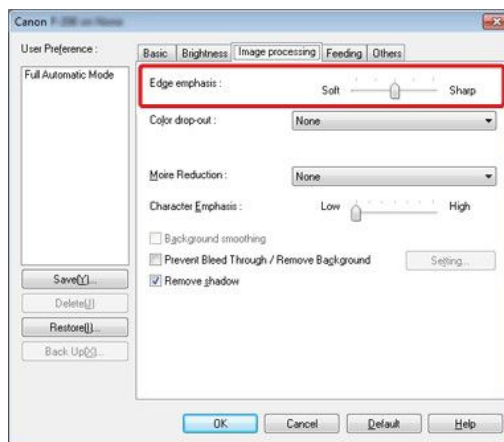 Canon
User Preference :
Full Automatic Mode
Save(Y)...
Delete(J)
Restore(I)...
Back Up(X)...
Basic Brightness Image processing Feeding Others
Edge emphasis : Soft Sharp
Color drop-out : None
Moire Reduction : None
Character Emphasis : Low High
Background smoothing
Prevent Bleed Through / Remove Background Setting...
Remove shadow
OK Cancel Default Help